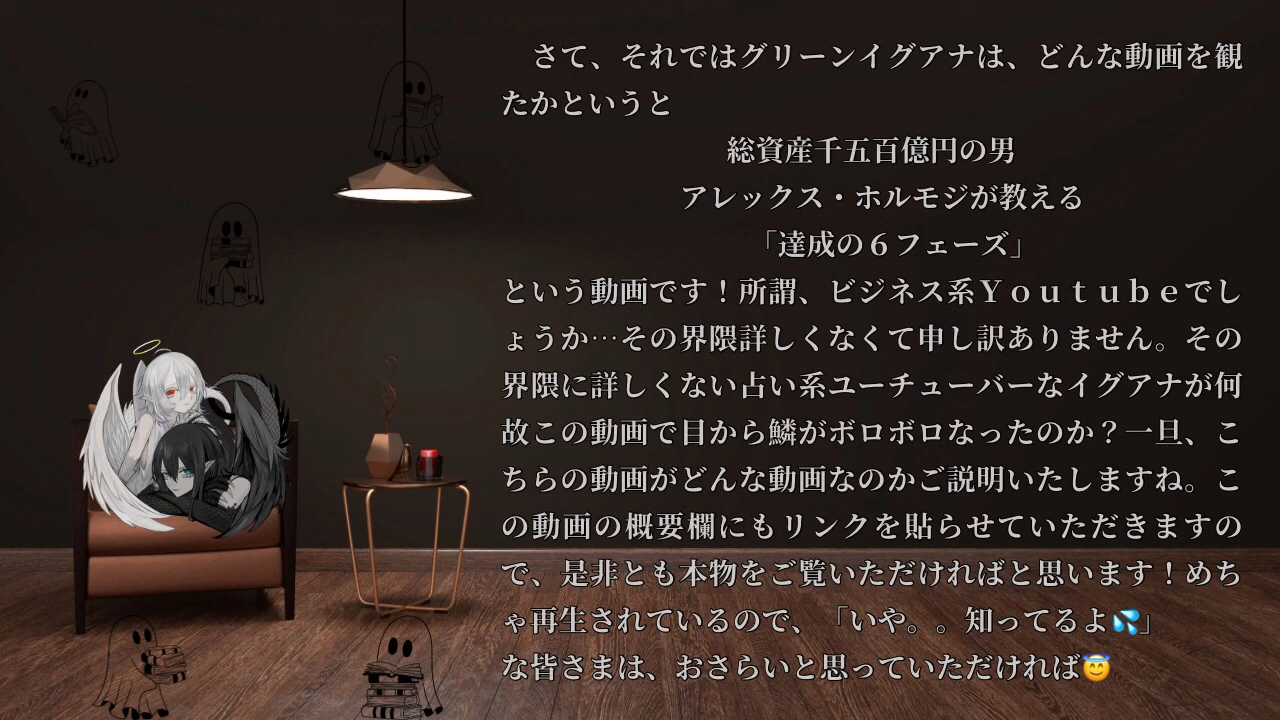 さて、それではグリーンイグアナは、どんな動画を観
たかというと
総資産千五百億円の男
アレックス・ホルモジが教える
「達成の６フェーズ」
という動画です！所謂、ビジネス系Ｙｏｕｔｕｂｅでし
ょうか…その界隈詳しくなくて申し訳ありません。その
界隈に詳しくない占い系ユーチューバーなイグアナが何
故この動画で目から鱗がボロボロなったのか？一旦、こ
ちらの動画がどんな動画なのかご説明いたしますね。こ
の動画の概要欄にもリンクを貼らせていただきますの
で、是非とも本物をご覧いただければと思います！めち
ゃ再生されているので、「いや。。知ってるよ💦」
な皆さまは、おさらいと思っていただければ😇